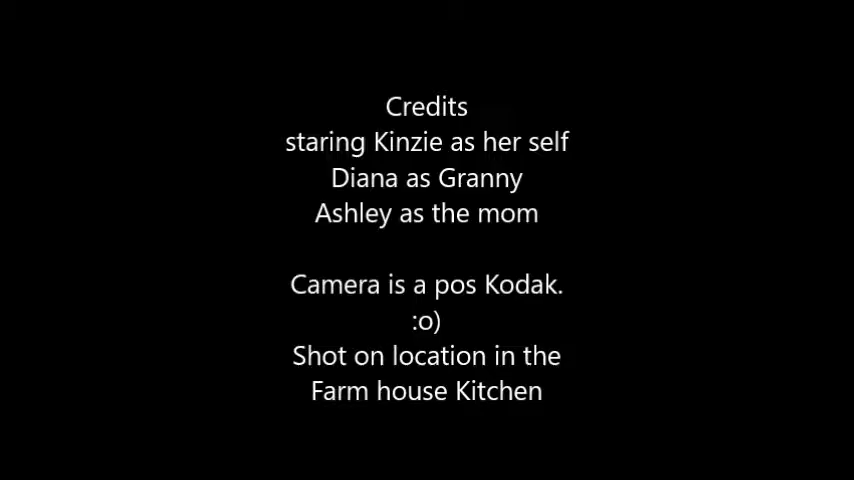 Credits
staring Kinzie as her self
Diana as Granny
Ashley as the mom
Camera is a pos Kodak.
:o)
Shot on location in the
Farm house Kitchen